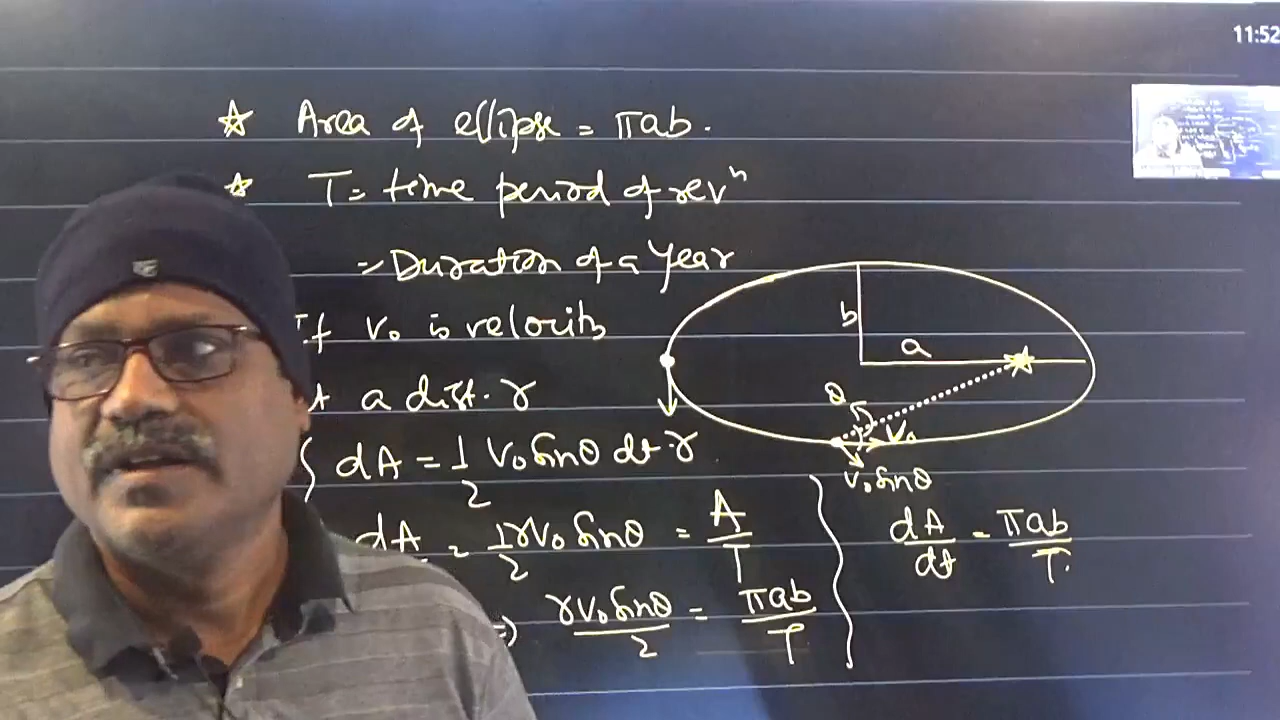 11:52
☆ Area of ellipse = πab.
☆ T = time period of revⁿ
= Duration of a year
If v₀ is velocity
At a dist. r
dA = 1/2 v₀ sinθ dt·r
dA = 1/2 r v₀ sinθ = A/T
⇒ r v₀ sinθ/2 = πab/T
dA/dt = πab/T.
b
a
θ
v₀
v₀ sinθ